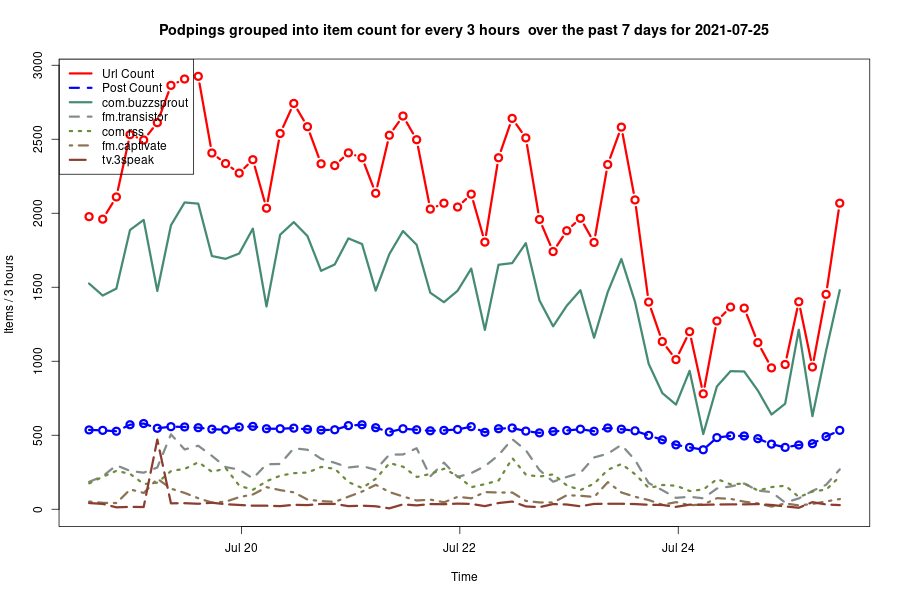 Podpings grouped into item count for every 3 hours  over the past 7 days for 2021-07-25
Url Count
Post Count
com.buzzsprout
fm.transistor
com.rss
fm.captivate
tv.3speak
3000
2500
2000
1500
1000
500
0
Items / 3 hours
Jul 20
Jul 22
Jul 24
Time